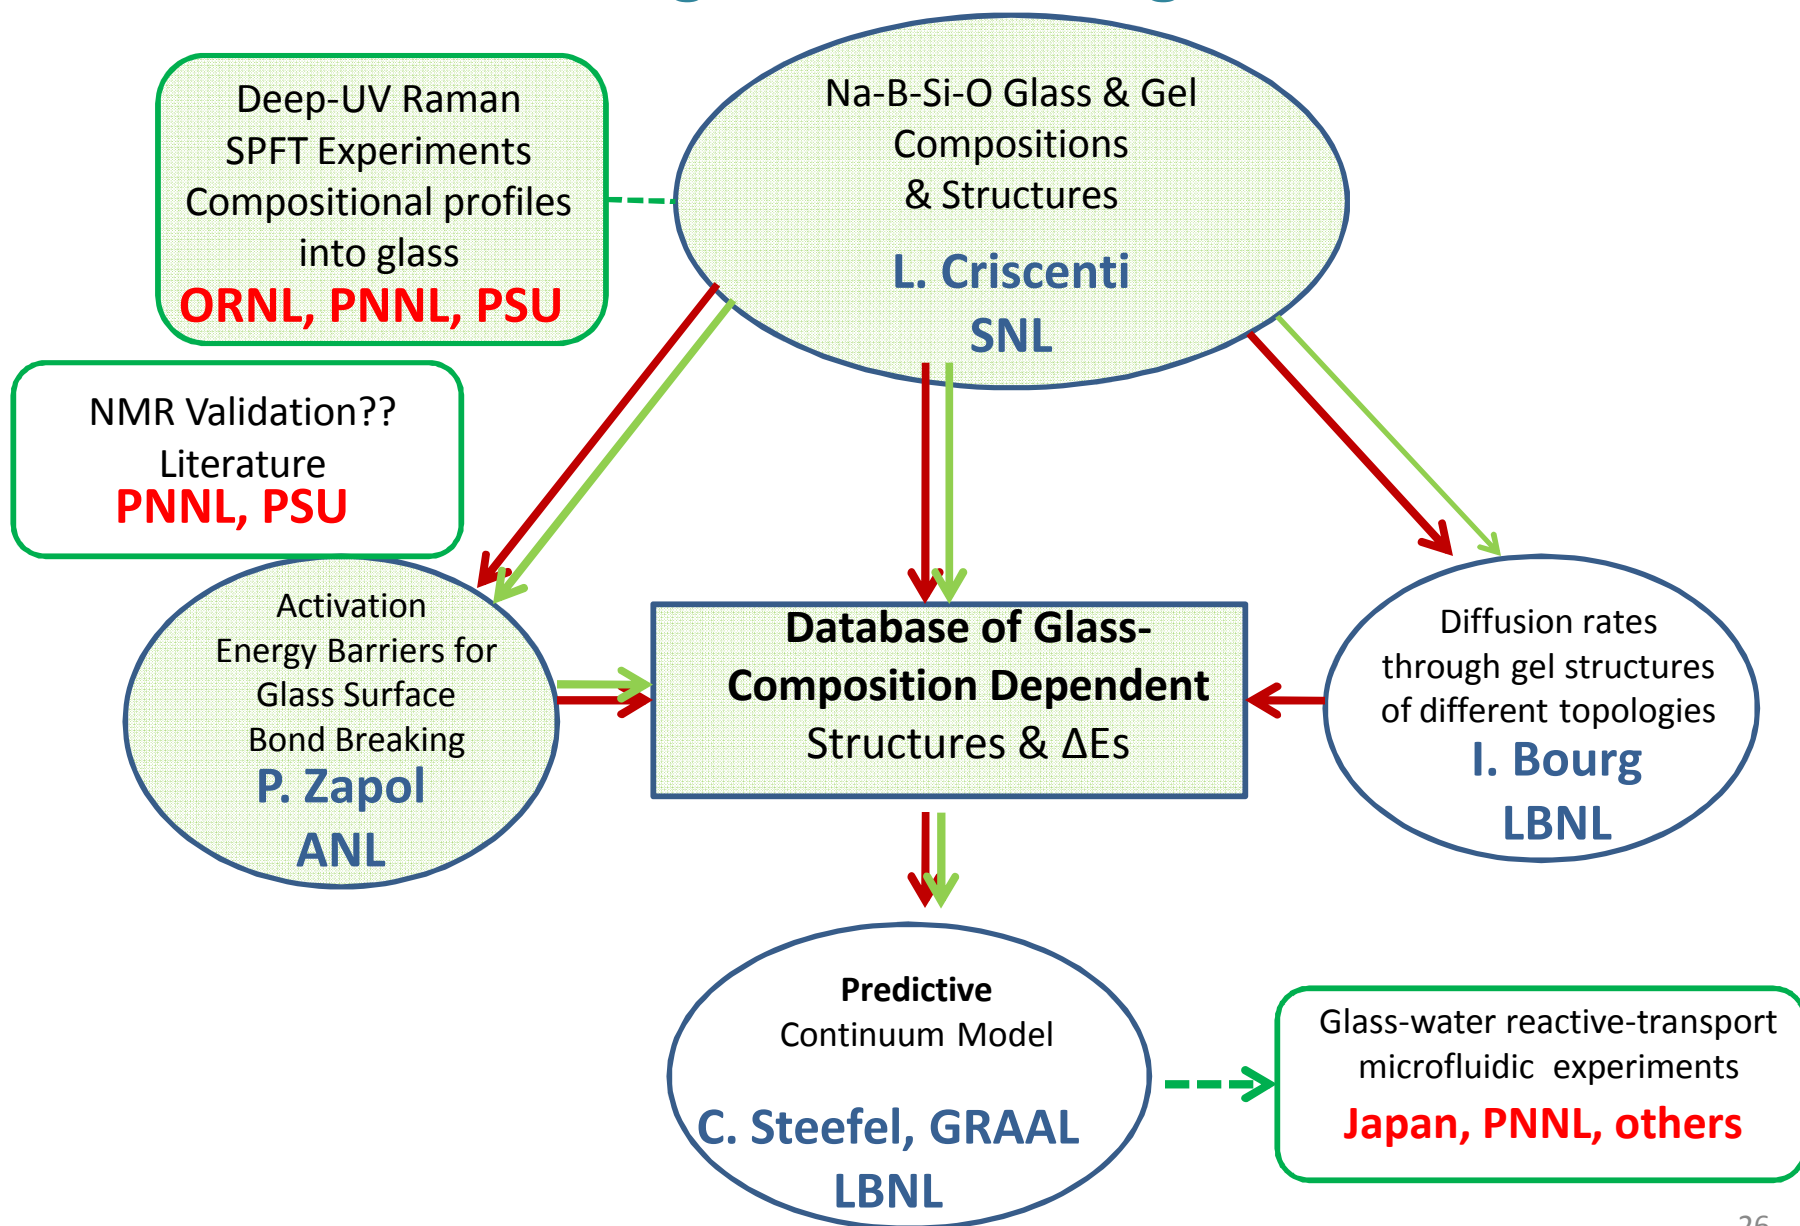 Deep-UV Raman
SPFT Experiments
Compositional profiles
into glass
ORNL, PNNL, PSU
Na-B-Si-O Glass & Gel
Compositions
& Structures
L. Criscenti
SNL
NMR Validation??
Literature
PNNL, PSU
Activation
Energy Barriers for
Glass Surface
Bond Breaking
P. Zapol
ANL
Database of Glass-
Composition Dependent
Structures & ΔEs
Diffusion rates
through gel structures
of different topologies
I. Bourg
LBNL
Predictive
Continuum Model
C. Steefel, GRAAL
LBNL
Glass-water reactive-transport
microfluidic experiments
Japan, PNNL, others
26